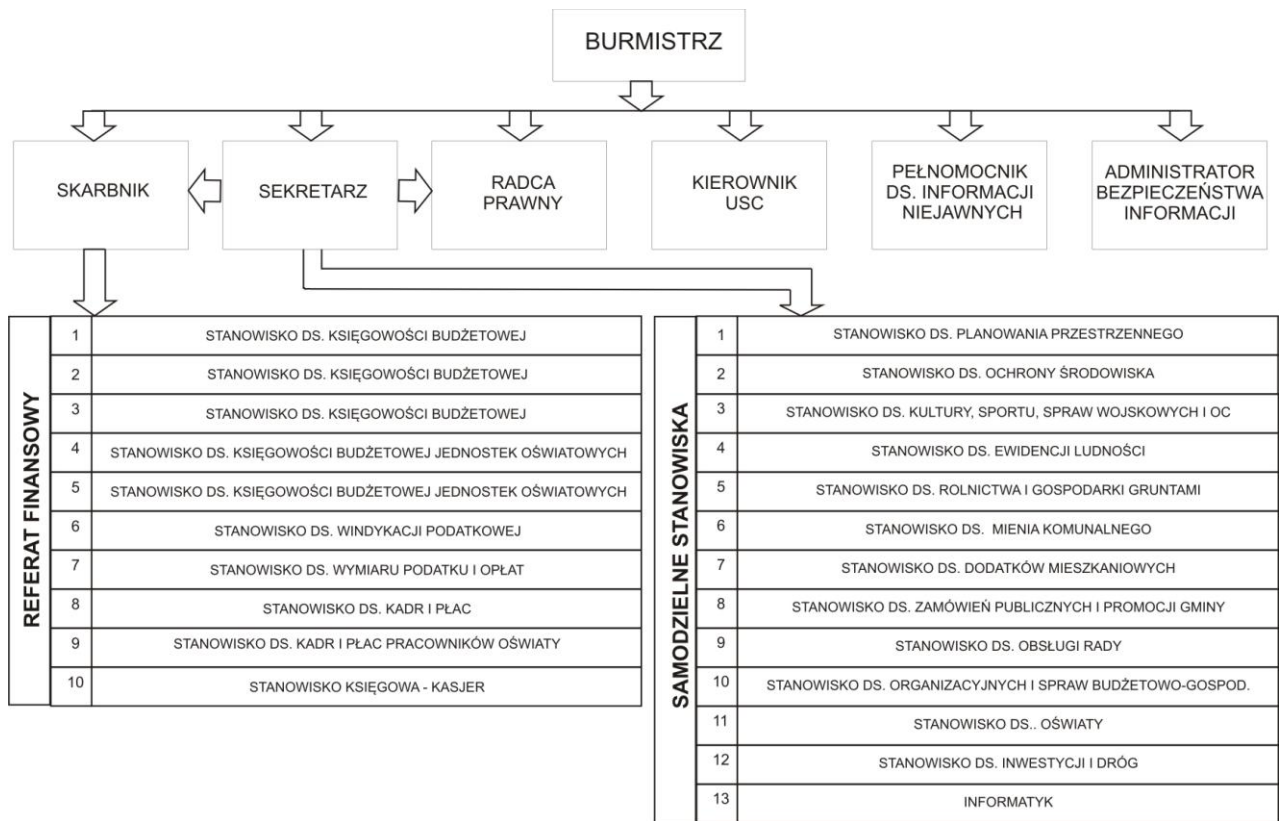 BURMISTRZ
SKARBNIK
SEKRETARZ
RADCA
PRAWNY
KIEROWNIK
USC
PEŁNOMOCNIK
DS. INFORMACJI
NIEJAWNYCH
ADMINISTRATOR
BEZPIECZEŃSTWA
INFORMACJI
REFERAT FINANSOWY
1 STANOWISKO DS. KSIĘGOWOŚCI BUDŻETOWEJ
2 STANOWISKO DS. KSIĘGOWOŚCI BUDŻETOWEJ
3 STANOWISKO DS. KSIĘGOWOŚCI BUDŻETOWEJ
4 STANOWISKO DS. KSIĘGOWOŚCI BUDŻETOWEJ JEDNOSTEK OŚWIATOWYCH
5 STANOWISKO DS. KSIĘGOWOŚCI BUDŻETOWEJ JEDNOSTEK OŚWIATOWYCH
6 STANOWISKO DS. WINDYKACJI PODATKOWEJ
7 STANOWISKO DS. WYMIARU PODATKU I OPŁAT
8 STANOWISKO DS. KADR I PŁAC
9 STANOWISKO DS. KADR I PŁAC PRACOWNIKÓW OŚWIATY
10 STANOWISKO KSIĘGOWA - KASJER
SAMODZIELNE STANOWISKA
1 STANOWISKO DS. PLANOWANIA PRZESTRZENNEGO
2 STANOWISKO DS. OCHRONY ŚRODOWISKA
3 STANOWISKO DS. KULTURY, SPORTU, SPRAW WOJSKOWYCH I OC
4 STANOWISKO DS. EWIDENCJI LUDNOŚCI
5 STANOWISKO DS. ROLNICTWA I GOSPODARKI GRUNTAMI
6 STANOWISKO DS. MIENIA KOMUNALNEGO
7 STANOWISKO DS. DODATKÓW MIESZKANIOWYCH
8 STANOWISKO DS. ZAMÓWIEŃ PUBLICZNYCH I PROMOCJI GMINY
9 STANOWISKO DS. OBSŁUGI RADY
10 STANOWISKO DS. ORGANIZACYJNYCH I SPRAW BUDŻETOWO-GOSPOD.
11 STANOWISKO DS.. OŚWIATY
12 STANOWISKO DS. INWESTYCJI I DRÓG
13 INFORMATYK